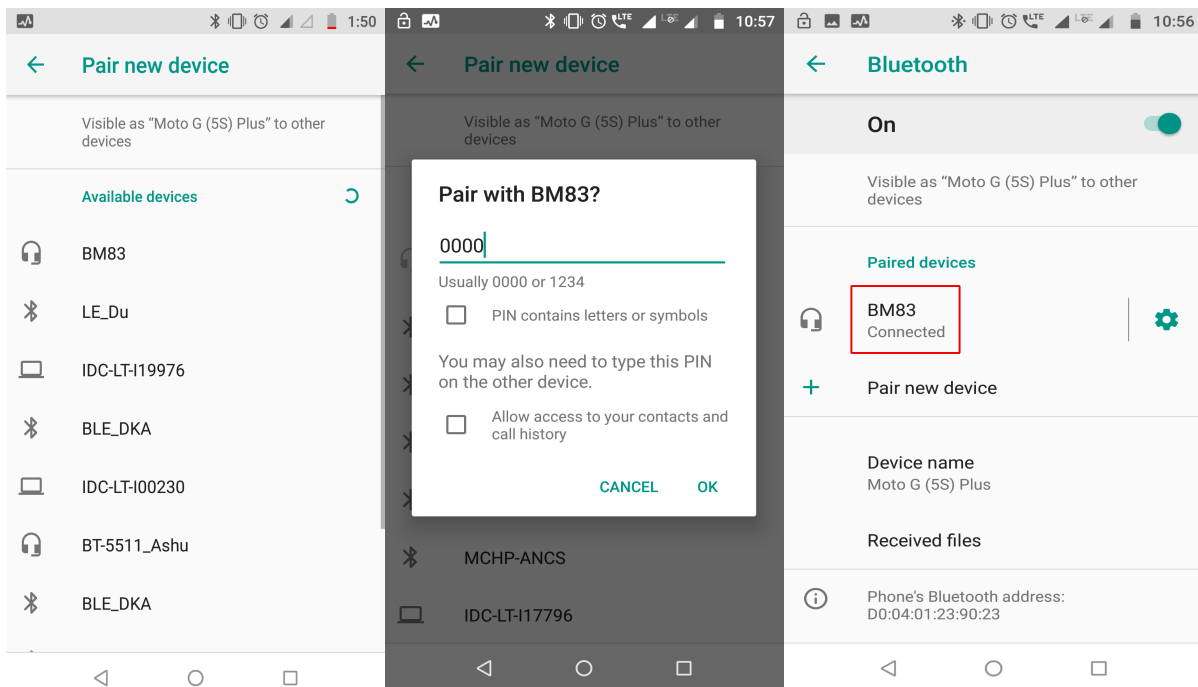 1:50
Pair new device
Visible as “Moto G (5S) Plus” to other
devices
Available devices
BM83
LE_Du
IDC-LT-I19976
BLE_DKA
IDC-LT-I00230
BT-5511_Ashu
BLE_DKA
LTE LTE 10:57
Pair new device
Visible as “Moto G (5S) Plus” to other
devices
Pair with BM83?
0000
Usually 0000 or 1234
PIN contains letters or symbols
You may also need to type this PIN
on the other device.
Allow access to your contacts and
call history
CANCEL OK
MCHP-ANCS
IDC-LT-I17796
LTE LTE 10:56
Bluetooth
On
Visible as “Moto G (5S) Plus” to other
devices
Paired devices
BM83
Connected
Pair new device
Device name
Moto G (5S) Plus
Received files
Phone's Bluetooth address:
D0:04:01:23:90:23